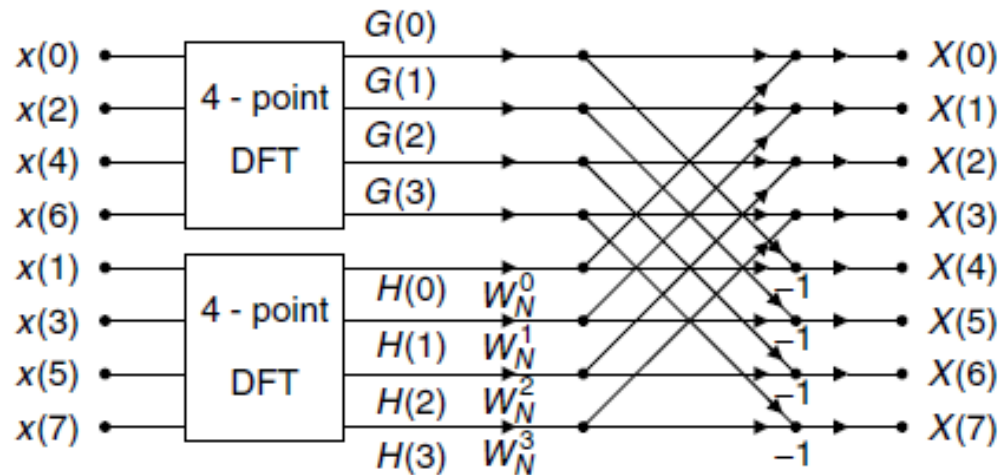 G(0)
x(0) X(0)
G(1)
x(2) 4 - point X(1)
G(2)
x(4) DFT X(2)
G(3)
x(6) X(3)
x(1) X(4)
H(0) W_N^0 –1
x(3) 4 - point X(5)
H(1) W_N^1 –1
x(5) DFT X(6)
H(2) W_N^2 –1
x(7) X(7)
H(3) W_N^3 –1